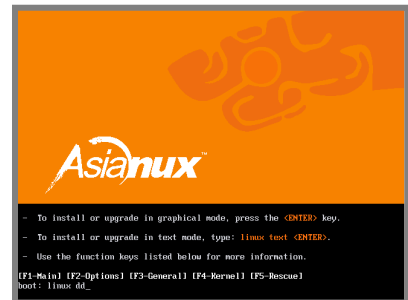 Asianux™
- To install or upgrade in graphical mode, press the <ENTER> key.
- To install or upgrade in text mode, type: linux text <ENTER>.
- Use the function keys listed below for more information.
[F1-Main] [F2-Options] [F3-General] [F4-Kernel] [F5-Rescue]
boot: linux dd_